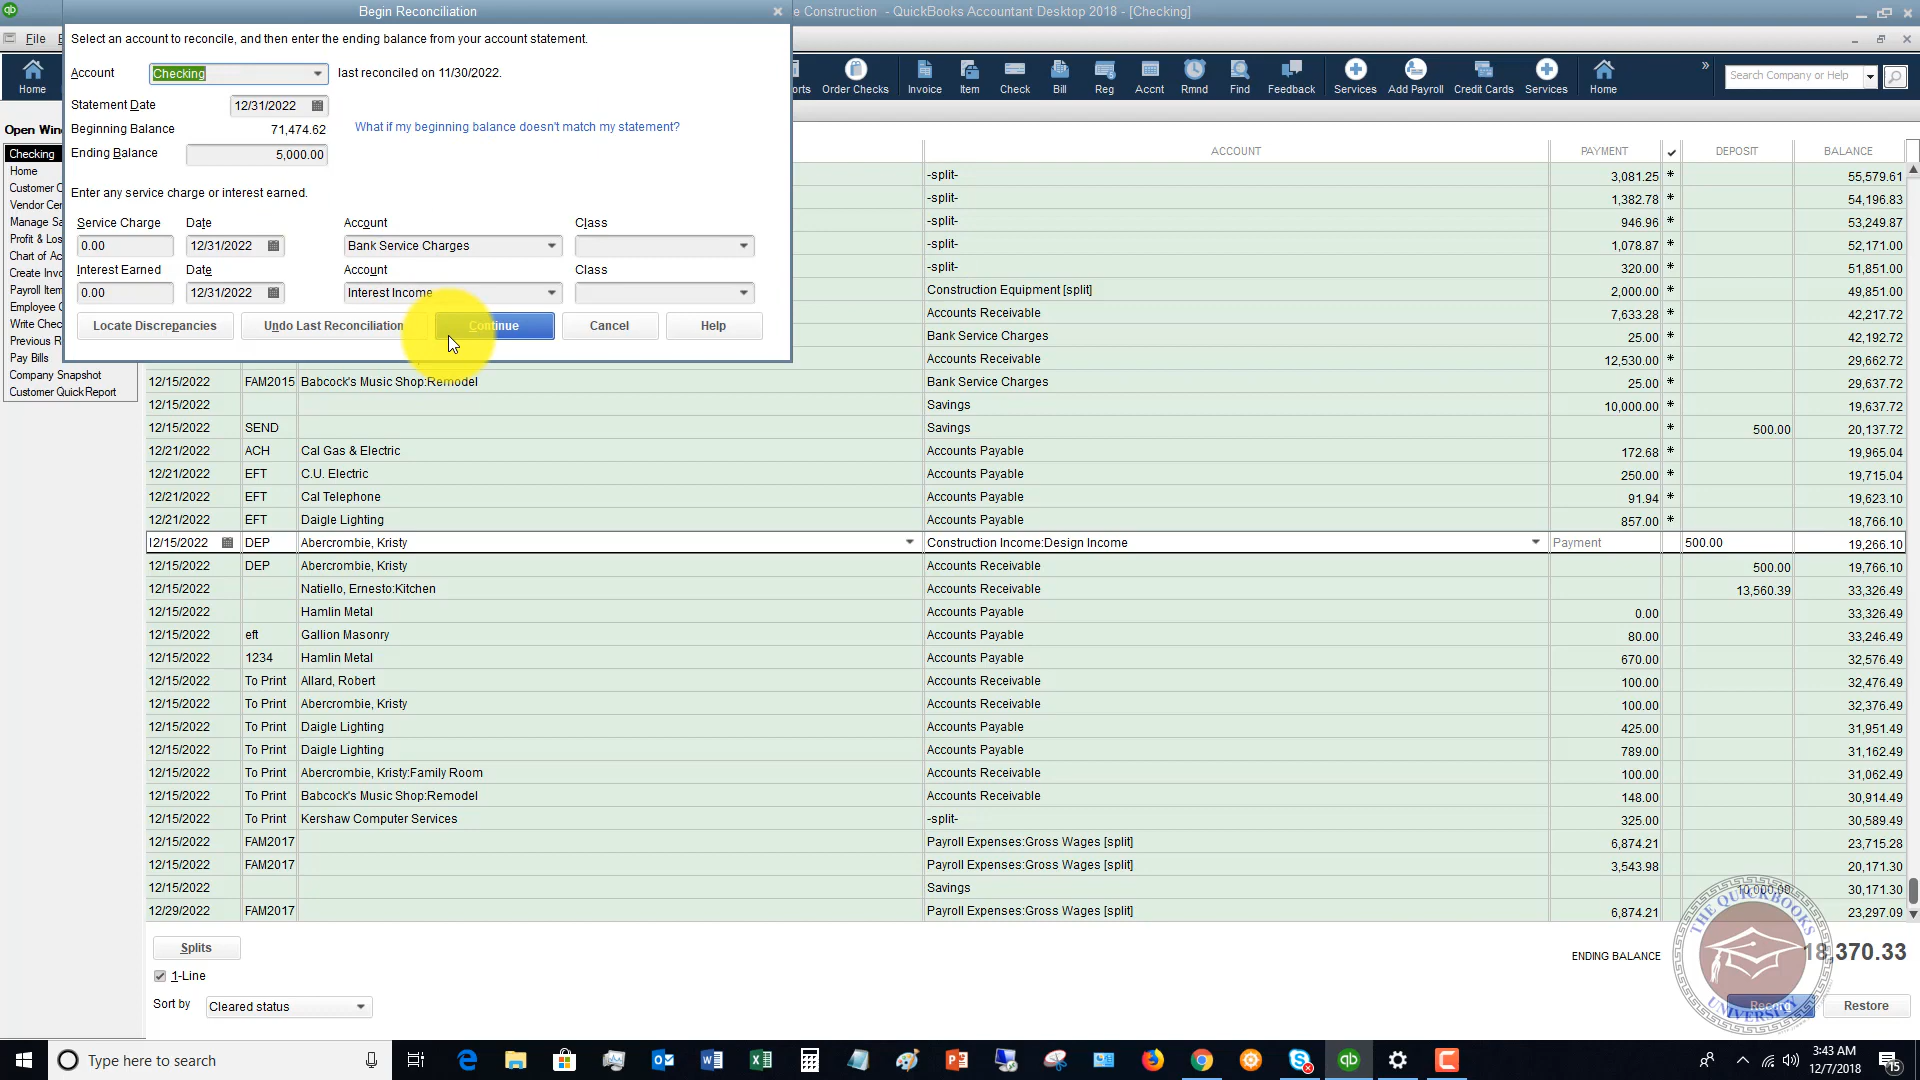 Begin Reconciliation
e Construction - QuickBooks Accountant Desktop 2018 - [Checking]
File
Select an account to reconcile, and then enter the ending balance from your account statement.
Account Checking last reconciled on 11/30/2022.
Statement Date 12/31/2022
Beginning Balance 71,474.62 What if my beginning balance doesn't match my statement?
Ending Balance 5,000.00
Enter any service charge or interest earned.
Service Charge Date Account Class
0.00 12/31/2022 Bank Service Charges
Interest Earned Date Account Class
0.00 12/31/2022 Interest Income
Locate Discrepancies Undo Last Reconciliation Continue Cancel Help
Home
orts Order Checks Invoice Item Check Bill Reg Accnt Rmnd Find Feedback Services Add Payroll Credit Cards Services Home
Search Company or Help
Open Win
Checking
Home
Customer C
Vendor Cen
Manage Sa
Profit & Los
Chart of Ac
Create Invo
Payroll Item
Employee C
Write Chec
Previous R
Pay Bills
Company Snapshot
Customer QuickReport
ACCOUNT PAYMENT ✓ DEPOSIT BALANCE
-split- 3,081.25 * 55,579.61
-split- 1,382.78 * 54,196.83
-split- 946.96 * 53,249.87
-split- 1,078.87 * 52,171.00
-split- 320.00 * 51,851.00
Construction Equipment [split] 2,000.00 * 49,851.00
Accounts Receivable 7,633.28 * 42,217.72
Bank Service Charges 25.00 * 42,192.72
Accounts Receivable 12,530.00 * 29,662.72
12/15/2022 FAM2015 Babcock's Music Shop:Remodel Bank Service Charges 25.00 * 29,637.72
12/15/2022 Savings 10,000.00 * 19,637.72
12/15/2022 SEND Savings * 500.00 20,137.72
12/21/2022 ACH Cal Gas & Electric Accounts Payable 172.68 * 19,965.04
12/21/2022 EFT C.U. Electric Accounts Payable 250.00 * 19,715.04
12/21/2022 EFT Cal Telephone Accounts Payable 91.94 * 19,623.10
12/21/2022 EFT Daigle Lighting Accounts Payable 857.00 * 18,766.10
12/15/2022 DEP Abercrombie, Kristy Construction Income:Design Income Payment 500.00 19,266.10
12/15/2022 DEP Abercrombie, Kristy Accounts Receivable 500.00 19,766.10
12/15/2022 Natiello, Ernesto:Kitchen Accounts Receivable 13,560.39 33,326.49
12/15/2022 Hamlin Metal Accounts Payable 0.00 33,326.49
12/15/2022 eft Gallion Masonry Accounts Payable 80.00 33,246.49
12/15/2022 1234 Hamlin Metal Accounts Payable 670.00 32,576.49
12/15/2022 To Print Allard, Robert Accounts Receivable 100.00 32,476.49
12/15/2022 To Print Abercrombie, Kristy Accounts Receivable 100.00 32,376.49
12/15/2022 To Print Daigle Lighting Accounts Payable 425.00 31,951.49
12/15/2022 To Print Daigle Lighting Accounts Payable 789.00 31,162.49
12/15/2022 To Print Abercrombie, Kristy:Family Room Accounts Receivable 100.00 31,062.49
12/15/2022 To Print Babcock's Music Shop:Remodel Accounts Receivable 148.00 30,914.49
12/15/2022 To Print Kershaw Computer Services -split- 325.00 30,589.49
12/15/2022 FAM2017 Payroll Expenses:Gross Wages [split] 6,874.21 23,715.28
12/15/2022 FAM2017 Payroll Expenses:Gross Wages [split] 3,543.98 20,171.30
12/15/2022 Savings 10,000.00 30,171.30
12/29/2022 FAM2017 Payroll Expenses:Gross Wages [split] 6,874.21 23,297.09
Splits
1-Line
Sort by Cleared status
ENDING BALANCE 18,370.33
Record Restore
THE QUICKBOOKS UNIVERSITY
Type here to search
3:43 AM
12/7/2018
15